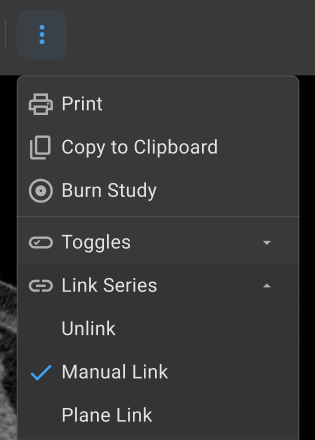 Print
Copy to Clipboard
Burn Study
Toggles
Link Series
Unlink
Manual Link
Plane Link